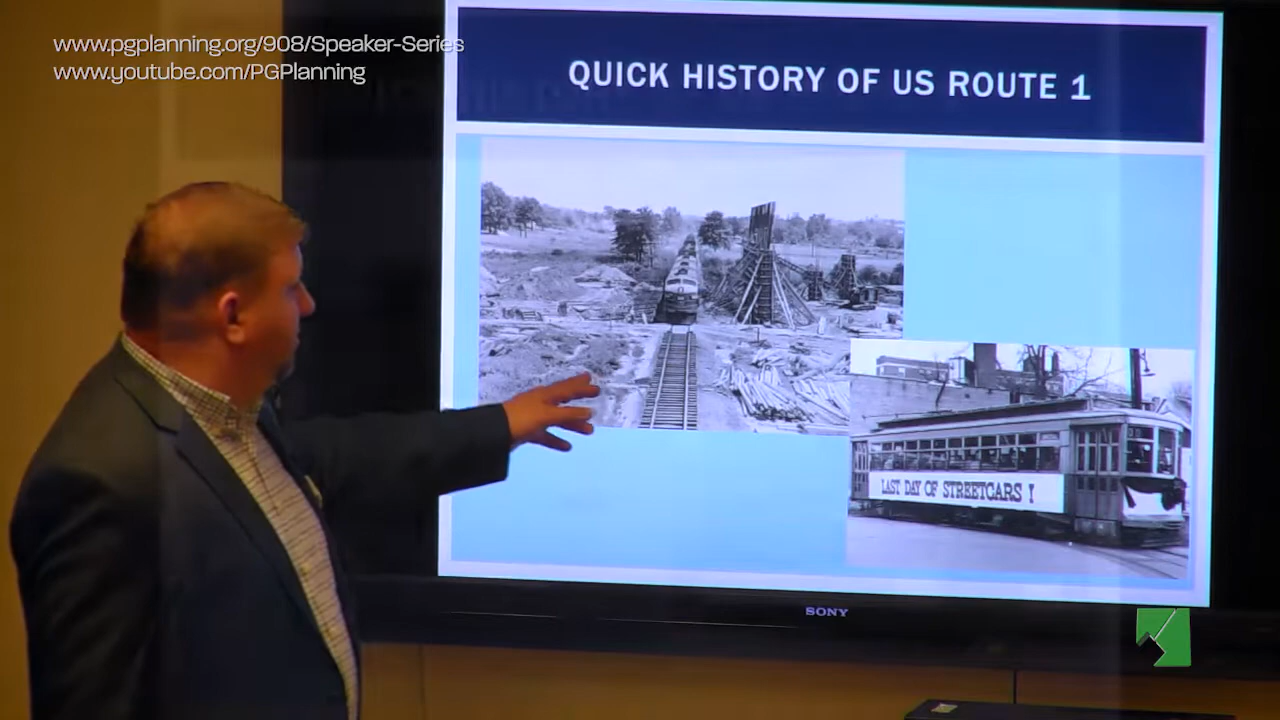 www.pgplanning.org/908/Speaker-Series
www.youtube.com/PGPlanning
QUICK HISTORY OF US ROUTE 1
LAST DAY OF STREETCARS !
SONY